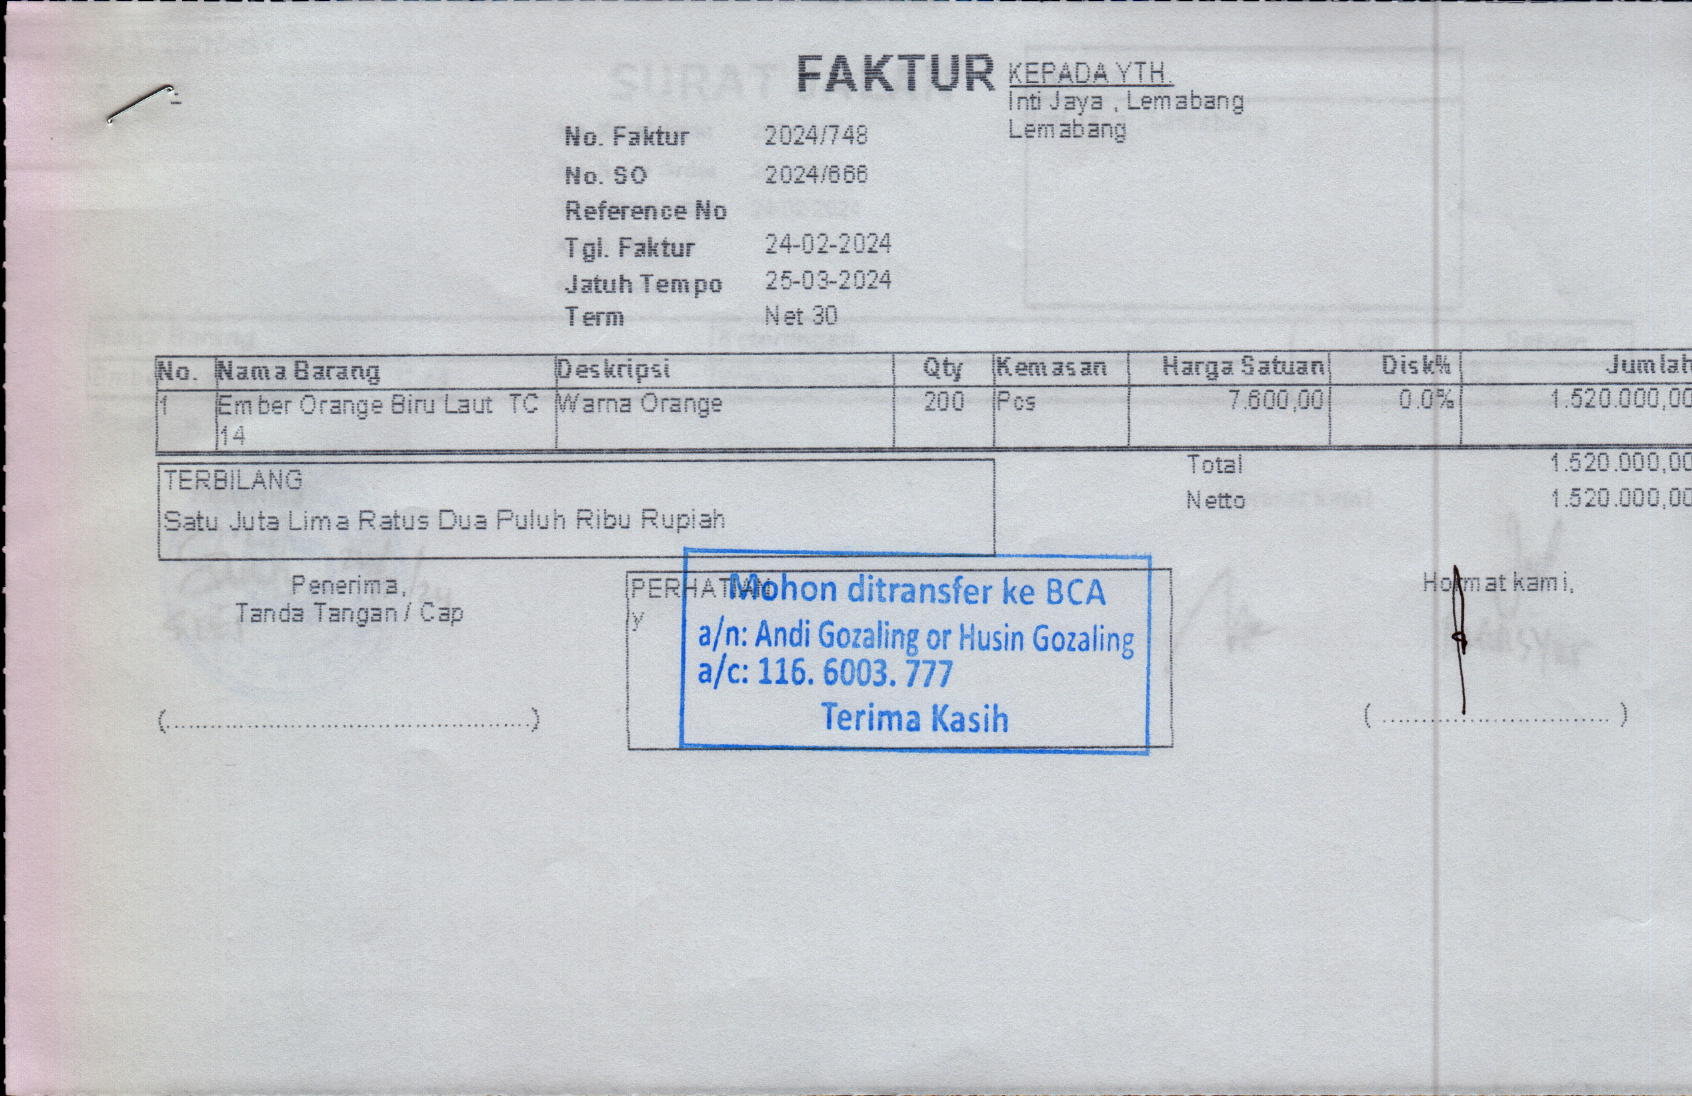 FAKTUR
KEPADA YTH.
Inti Jaya , Lemabang
Lemabang
No. Faktur 2024/748
No. SO 2024/666
Reference No
Tgl. Faktur 24-02-2024
Jatuh Tempo 25-03-2024
Term Net 30
No. Nama Barang Deskripsi Qty Kemasan Harga Satuan Disk% Jumlah
1 Ember Orange Biru Laut TC Warna Orange 200 Pcs 7.600,00 0.0% 1.520.000,00
14
Total 1.520.000,00
Netto 1.520.000,00
TERBILANG
Satu Juta Lima Ratus Dua Puluh Ribu Rupiah
Penerima,
Tanda Tangan / Cap
(........................................)
PERHATIAN
y
Mohon ditransfer ke BCA
a/n: Andi Gozaling or Husin Gozaling
a/c: 116. 6003. 777
Terima Kasih
Hormat kami,
( ............................ )